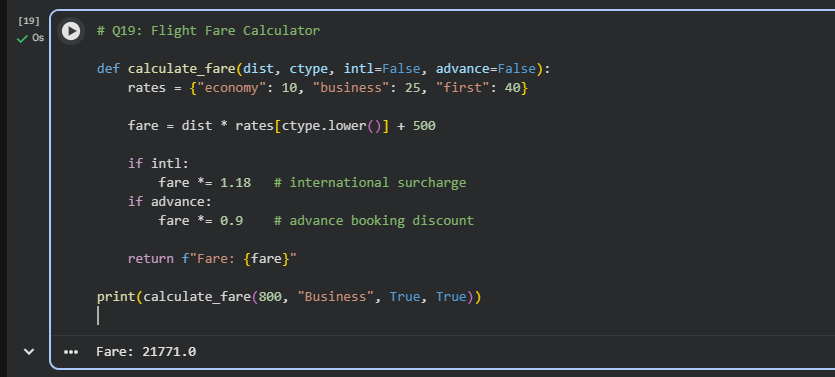 [19]
0s
# Q19: Flight Fare Calculator
def calculate_fare(dist, ctype, intl=False, advance=False):
    rates = {"economy": 10, "business": 25, "first": 40}
    fare = dist * rates[ctype.lower()] + 500
    if intl:
        fare *= 1.18   # international surcharge
    if advance:
        fare *= 0.9    # advance booking discount
    return f"Fare: {fare}"
print(calculate_fare(800, "Business", True, True))
Fare: 21771.0